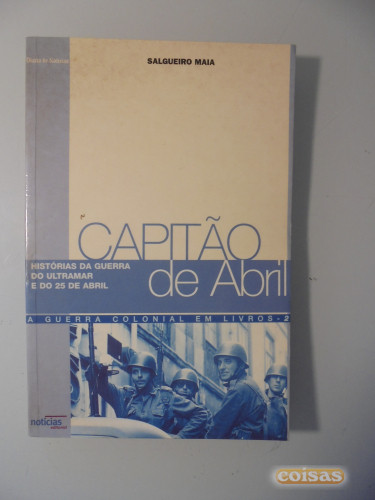 SALGUEIRO MAIA
CAPITÃO
de Abril
HISTÓRIAS DA GUERRA
DO ULTRAMAR
E DO 25 DE ABRIL
A GUERRA COLONIAL EM LIVROS - 2
notícias
editorial
coisas